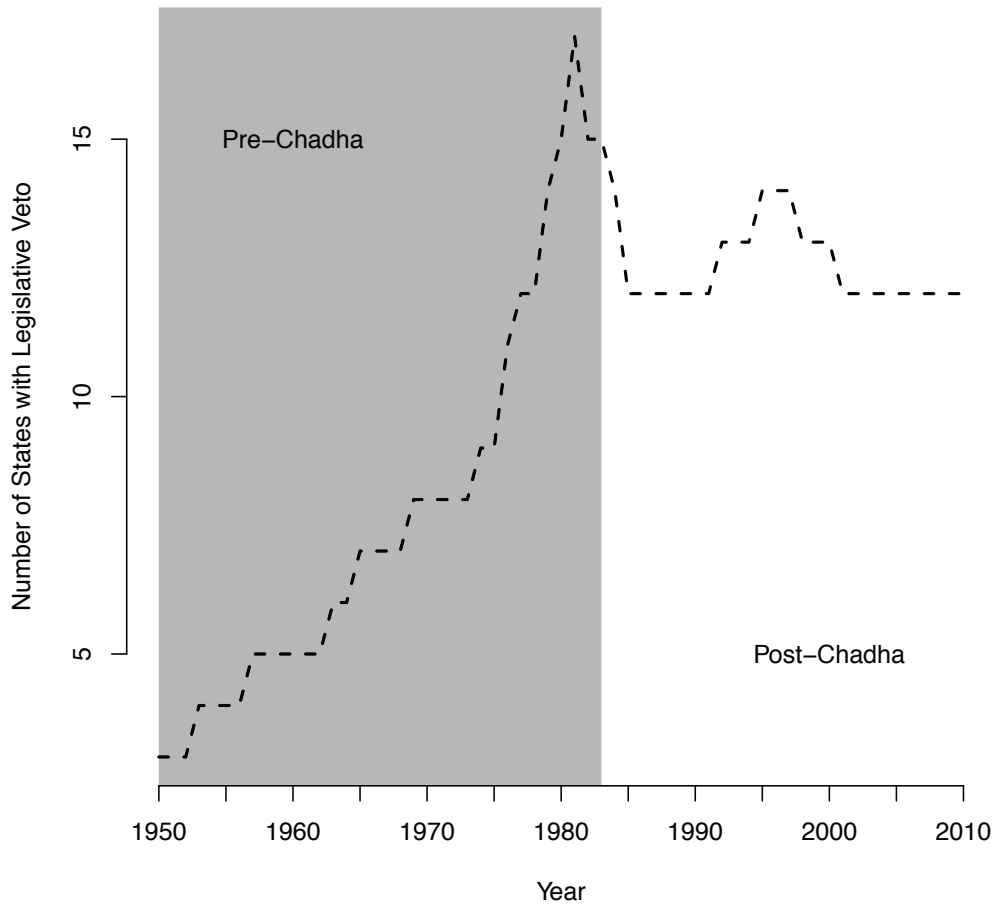 Number of States with Legislative Veto
15
10
5
Pre−Chadha
Post−Chadha
1950 1960 1970 1980 1990 2000 2010
Year